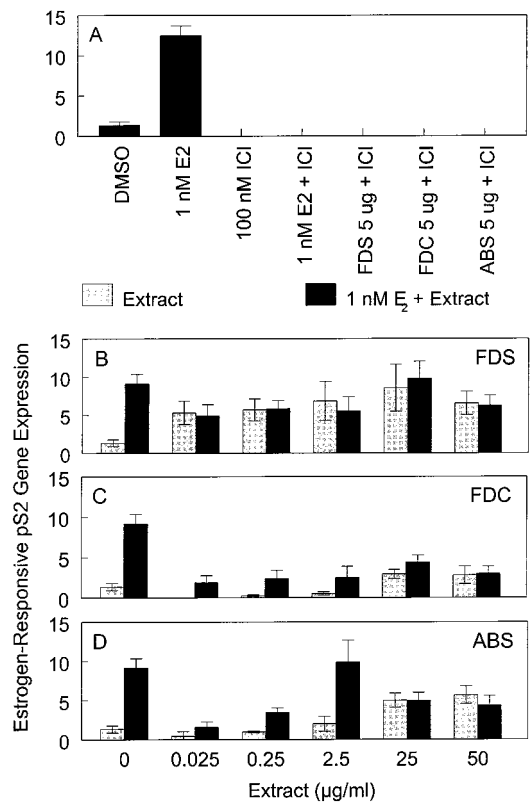 15
A
10
5
0
DMSO
1 nM E2
100 nM ICI
1 nM E2 + ICI
FDS 5 ug + ICI
FDC 5 ug + ICI
ABS 5 ug + ICI
Extract
1 nM E2 + Extract
Estrogen-Responsive pS2 Gene Expression
15
B
FDS
10
5
0
15
C
FDC
10
5
0
15
D
ABS
10
5
0
0 0.025 0.25 2.5 25 50
Extract (µg/ml)